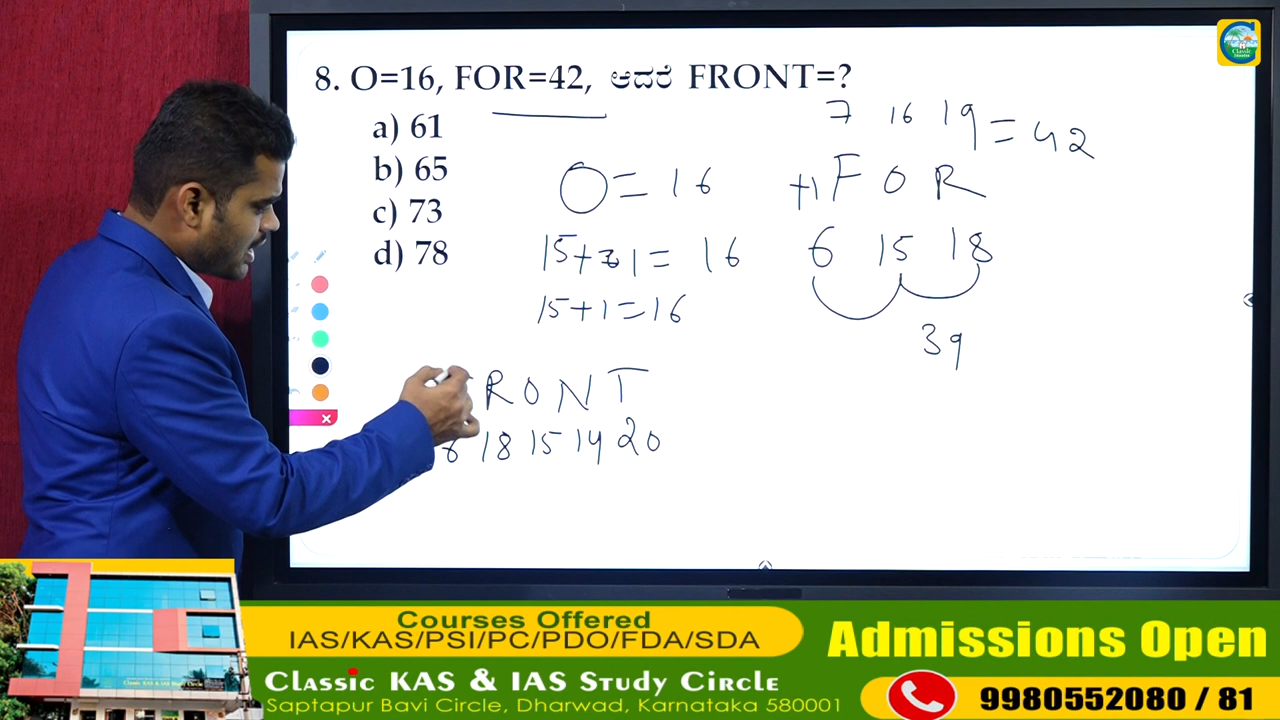 8. O=16, FOR=42, ಆದರೆ FRONT=?
a) 61
b) 65
c) 73
d) 78
7 16 19 = 42
O = 16
+1 F O R
15+1= 16
6 15 18
15+1=16
39
R O N T
6 18 15 14 20
Classic
Courses Offered
IAS/KAS/PSI/PC/PDO/FDA/SDA
Classic KAS & IAS Study Circle
Saptapur Bavi Circle, Dharwad, Karnataka 580001
Admissions Open
9980552080 / 81